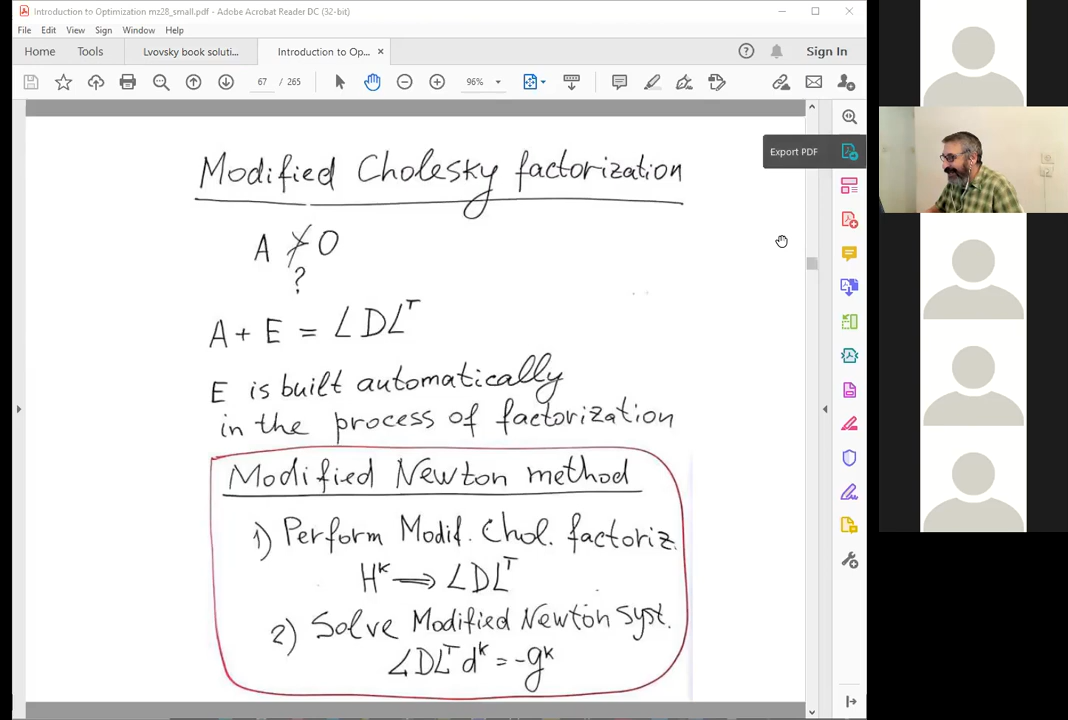 Introduction to Optimization mz28_small.pdf - Adobe Acrobat Reader DC (32-bit)
File Edit View Sign Window Help
Home Tools Lvovsky book soluti... Introduction to Op... × Sign In
67 / 265 96%
Export PDF
Modified Cholesky factorization
A ≯ 0
?
A + E = LDLᵀ
E is built automatically
in the process of factorization
Modified Newton method
1) Perform Modif. Chol. factoriz.
Hᵏ ⟹ LDLᵀ
2) Solve Modified Newton syst.
LDLᵀdᵏ = -gᵏ